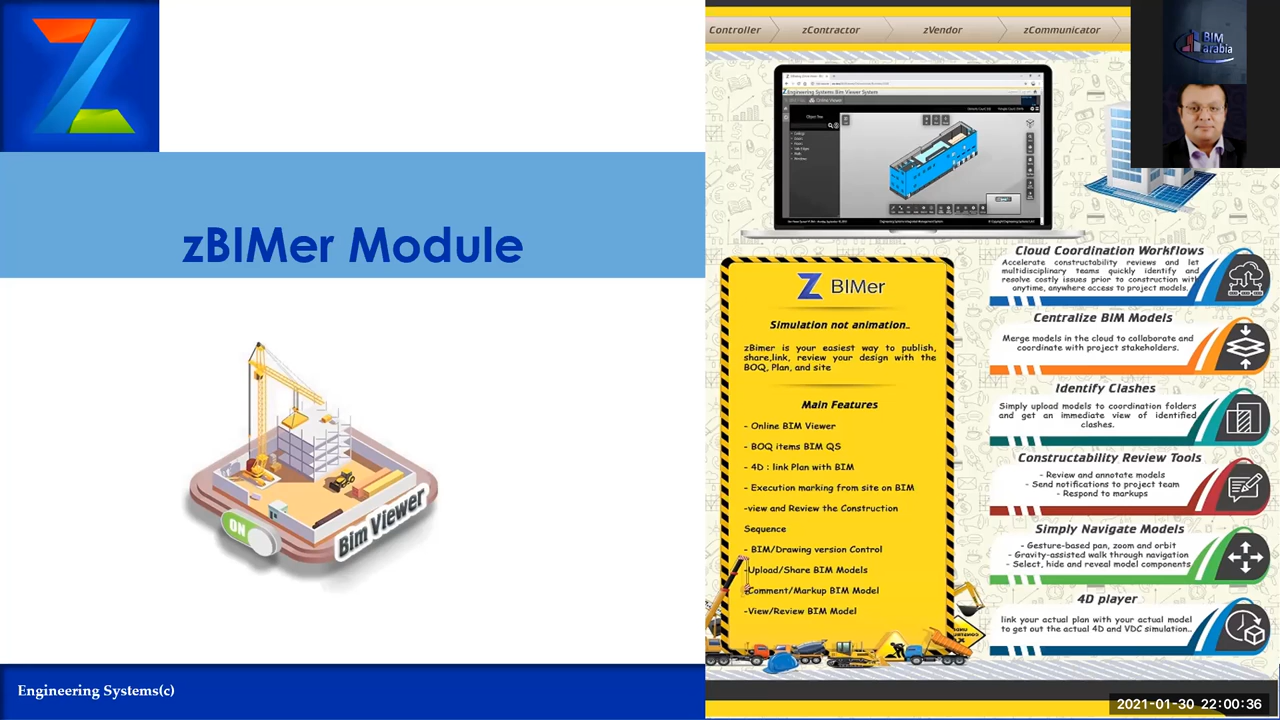 zBIMer Module
ON
Bim Viewer
Engineering Systems(c)
Controller
zContractor
zVendor
zCommunicator
BIM
arabia
Engineering Systems Bim Viewer System
Online Viewer
Z BIMer
Simulation not animation..
zBimer is your easiest way to publish,
share,link, review your design with the
BOQ, Plan, and site
Main Features
- Online BIM Viewer
- BOQ items BIM QS
- 4D : link Plan with BIM
- Execution marking from site on BIM
-view and Review the Construction
Sequence
- BIM/Drawing version Control
-Upload/Share BIM Models
-Comment/Markup BIM Model
-View/Review BIM Model
Cloud Coordination Workflows
Accelerate constructability reviews and let
multidisciplinary teams quickly identify and
resolve costly issues prior to construction with
anytime, anywhere access to project models.
Centralize BIM Models
Merge models in the cloud to collaborate and
coordinate with project stakeholders.
Identify Clashes
Simply upload models to coordination folders
and get an immediate view of identified
clashes.
Constructability Review Tools
- Review and annotate models
- Send notifications to project team
- Respond to markups
Simply Navigate Models
- Gesture-based pan, zoom and orbit
- Gravity-assisted walk through navigation
- Select, hide and reveal model components
4D player
link your actual plan with your actual model
to get out the actual 4D and VDC simulation..
2021-01-30 22:00:36